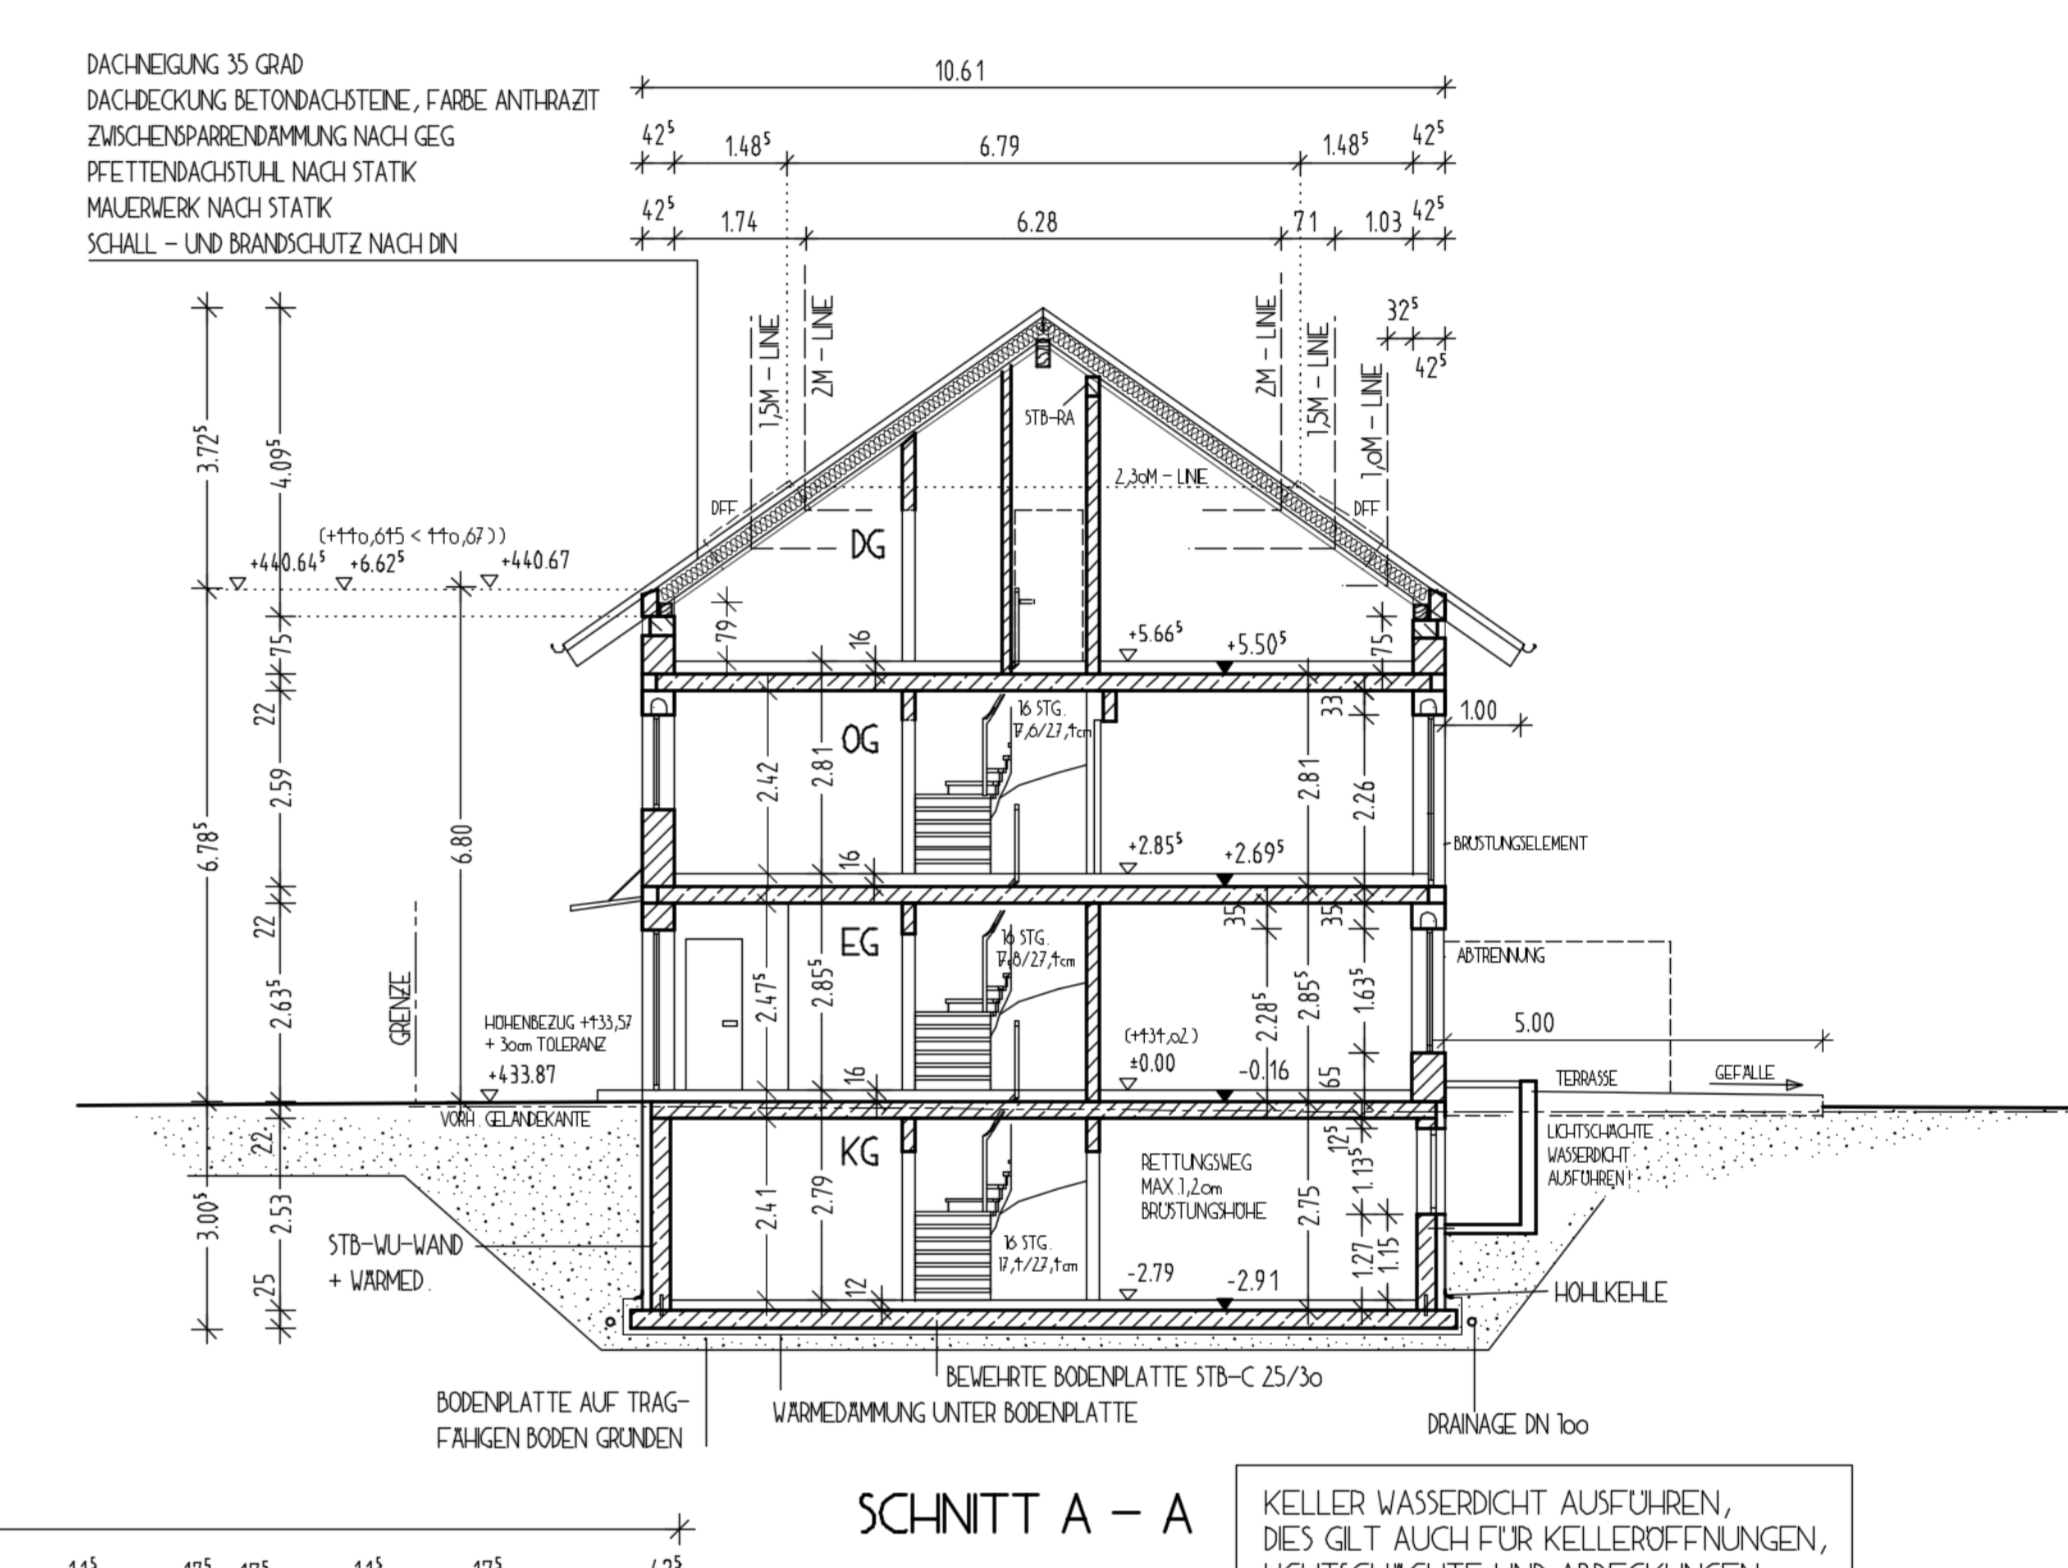 DACHNEIGUNG 35 GRAD
DACHDECKUNG BETONDACHSTEINE, FARBE ANTHRAZIT
ZWISCHENSPARRENDÄMMUNG NACH GEG
PFETTENDACHSTUHL NACH STATIK
MAUERWERK NACH STATIK
SCHALL – UND BRANDSCHUTZ NACH DIN
10.61
42⁵ 1.48⁵ 6.79 1.48⁵ 42⁵
42⁵ 1.74 6.28 71 1.03 42⁵
32⁵
42⁵
1,5M – LINIE
2M – LINIE
2M – LINIE
1,5M – LINIE
1,0M – LINIE
STB-RA
2,30M – LINIE
DFF
DFF
DG
3.72⁵
4.09⁵
(+440,645 < 440,67))
+440.64⁵ +6.62⁵ +440.67
75
79
16
+5.66⁵ +5.50⁵
75
22
2.59
6.78⁵
6.80
OG
16 STG.
17,6/27,4cm
2.42
2.81
2.81
33
2.26
1.00
BRÜSTUNGSELEMENT
16
+2.85⁵ +2.69⁵
22
2.63⁵
GRENZE
EG
16 STG.
17,8/27,4cm
35
35
ABTRENNUNG
2.47⁵
2.85⁵
2.28⁵
2.85⁵
1.63⁵
5.00
HÖHENBEZUG +433,57
+ 30cm TOLERANZ
+433.87
(+434,02)
±0.00
-0.16
16
65
TERRASSE
GEFÄLLE
VORH. GELÄNDEKANTE
22
KG
12⁵
1.13⁵
RETTUNGSWEG
MAX 1,20m
BRÜSTUNGSHÖHE
LICHTSCHÄCHTE
WASSERDICHT
AUSFÜHREN!
3.00⁵
2.53
2.41
2.79
2.75
1.27
1.15
STB-WU-WAND
+ WÄRMED.
16 STG.
17,4/27,4cm
25
12
-2.79
-2.91
HOHLKEHLE
BEWEHRTE BODENPLATTE STB-C 25/30
WÄRMEDÄMMUNG UNTER BODENPLATTE
BODENPLATTE AUF TRAG-
FÄHIGEN BODEN GRÜNDEN
DRAINAGE DN 100
SCHNITT A – A
KELLER WASSERDICHT AUSFÜHREN,
DIES GILT AUCH FÜR KELLERÖFFNUNGEN,